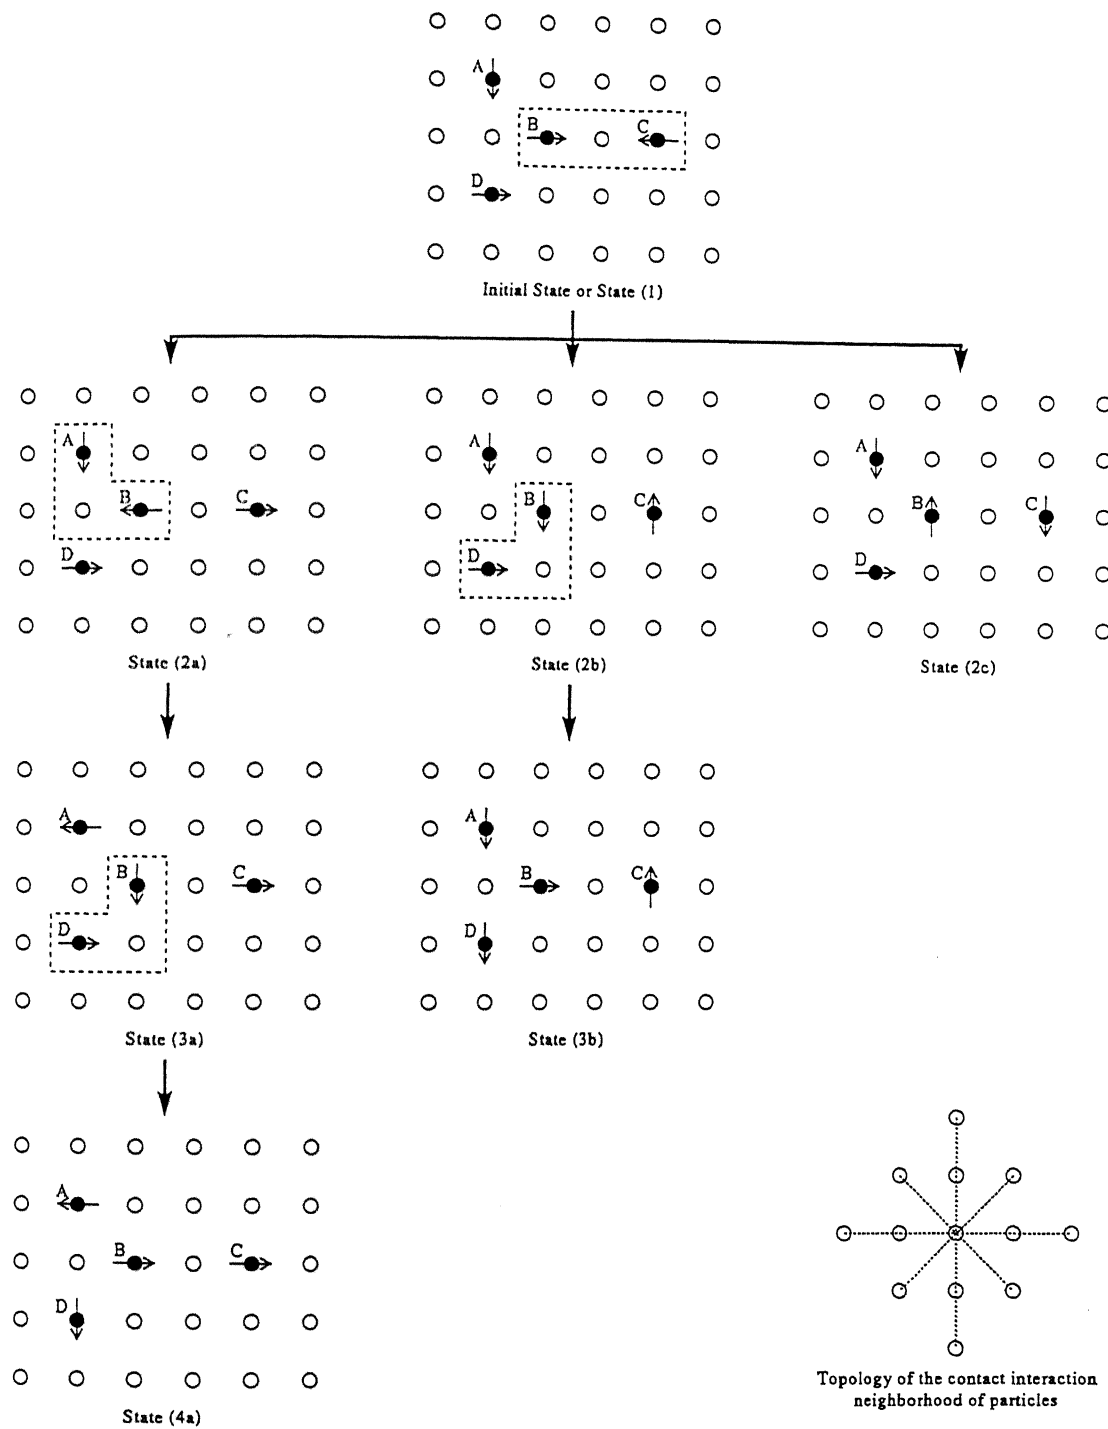 A
B C
D
Initial State or State (1)
A
B C
D
State (2a)
A
B C
D
State (2b)
A
B C
D
State (2c)
A
B C
D
State (3a)
A
B C
D
State (3b)
A
B C
D
State (4a)
Topology of the contact interaction
neighborhood of particles